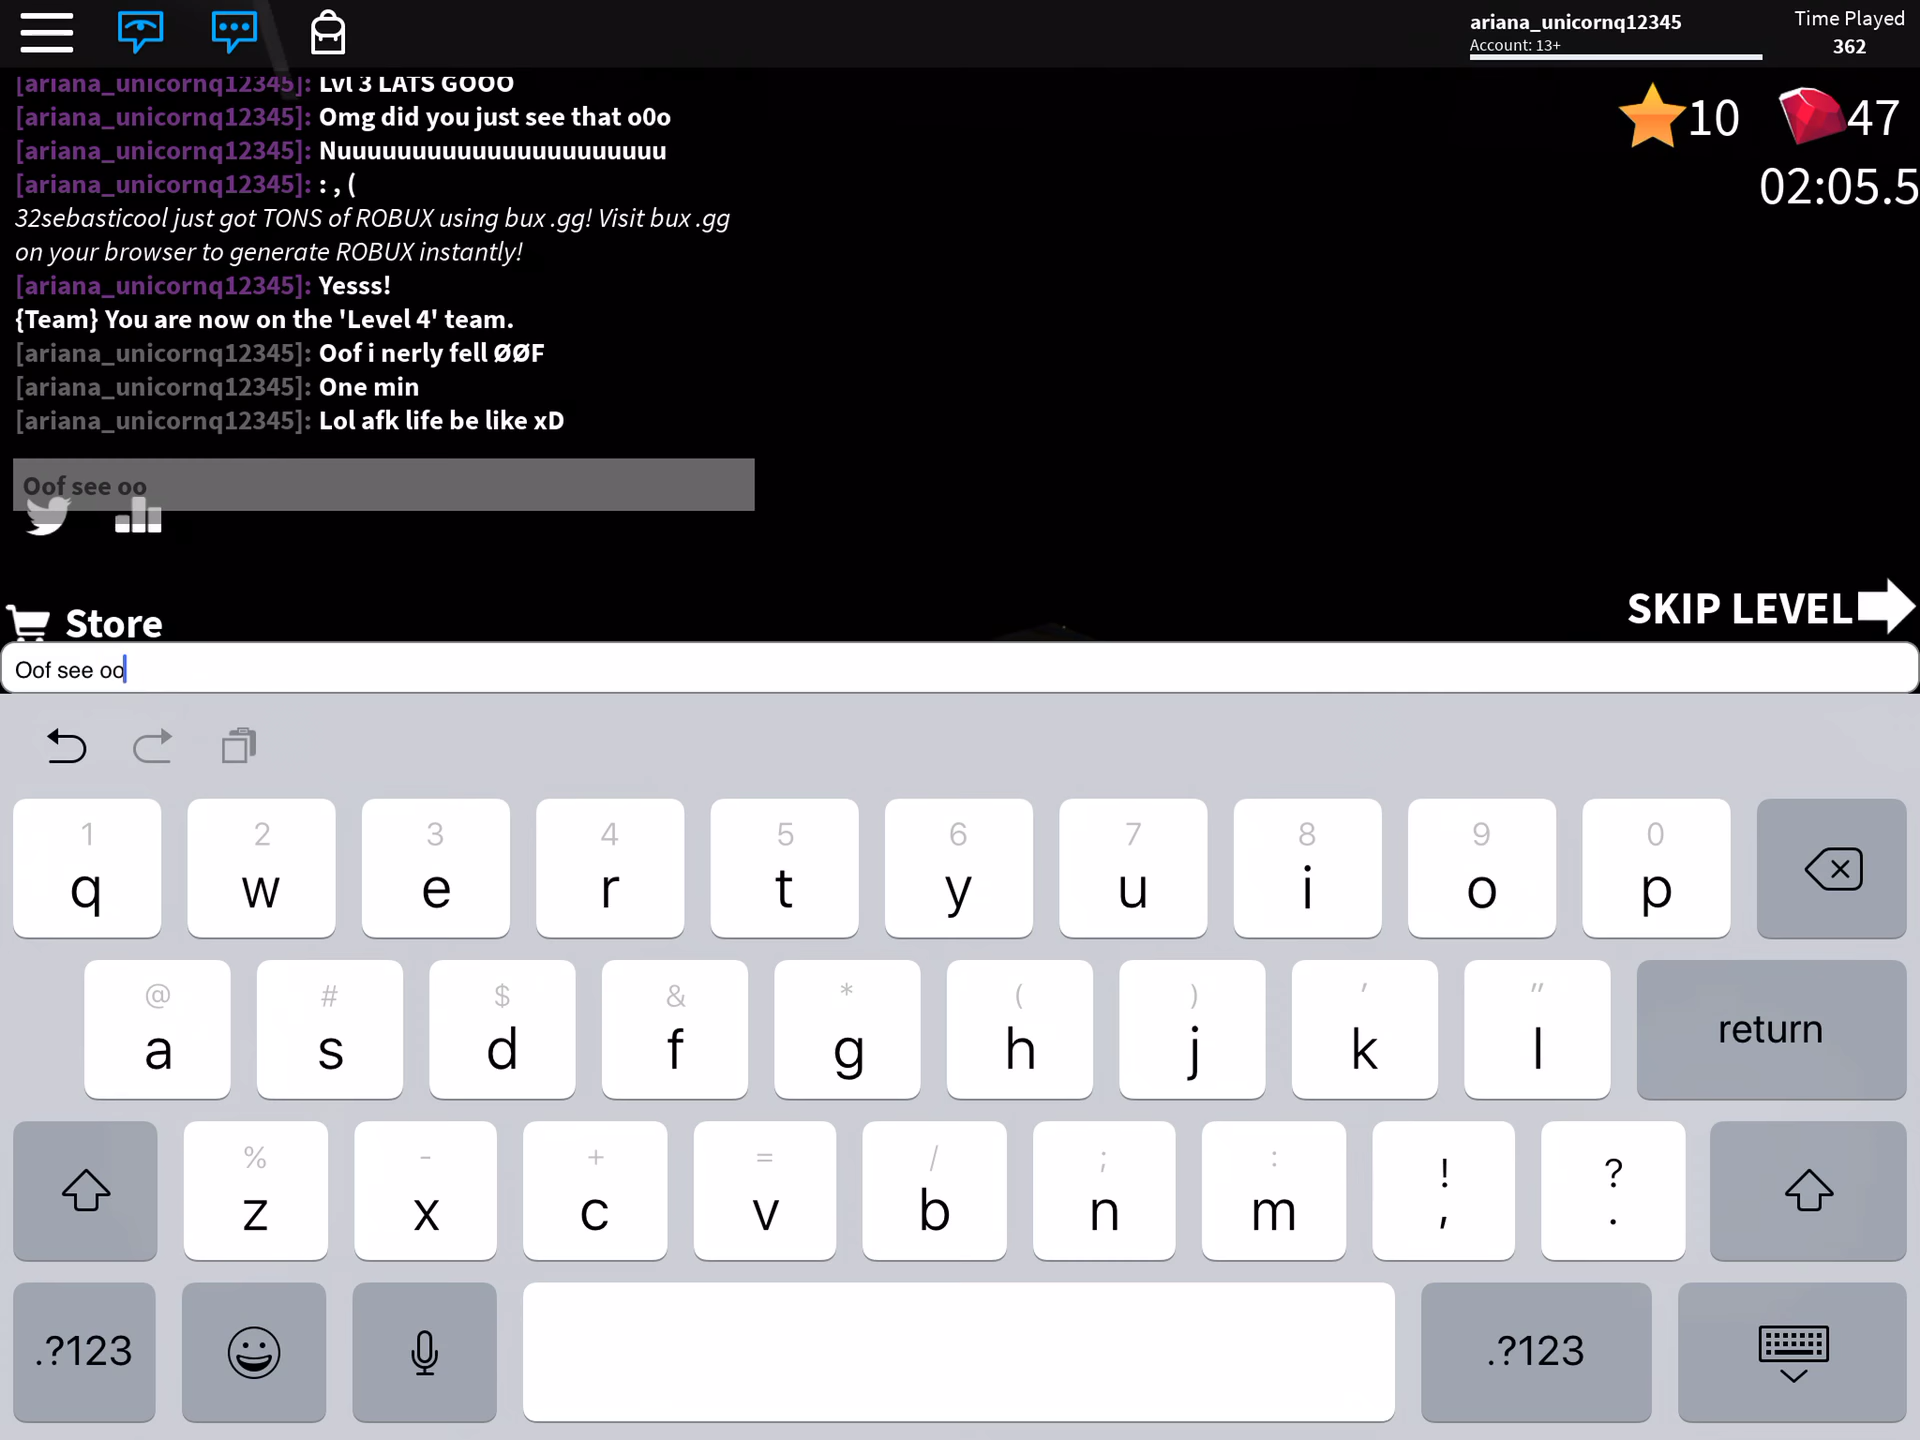 ariana_unicornq12345
Account: 13+
Time Played
362
[ariana_unicornq12345]: Lvl 3 LATS GOOO
[ariana_unicornq12345]: Omg did you just see that o0o
[ariana_unicornq12345]: Nuuuuuuuuuuuuuuuuuuuuuu
[ariana_unicornq12345]: : , (
32sebasticool just got TONS of ROBUX using bux .gg! Visit bux .gg
on your browser to generate ROBUX instantly!
[ariana_unicornq12345]: Yesss!
{Team} You are now on the 'Level 4' team.
[ariana_unicornq12345]: Oof i nerly fell ØØF
[ariana_unicornq12345]: One min
[ariana_unicornq12345]: Lol afk life be like xD
10 47
02:05.5
Oof see oo
Store
SKIP LEVEL
Oof see oo
1 2 3 4 5 6 7 8 9 0
q w e r t y u i o p
@ # $ & * ( ) ' "
a s d f g h j k l return
% - + = / ; : ! ?
z x c v b n m , .
.?123 .?123